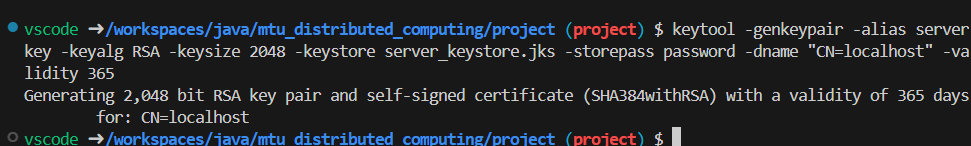 vscode ➜/workspaces/java/mtu_distributed_computing/project (project) $ keytool -genkeypair -alias server
key -keyalg RSA -keysize 2048 -keystore server_keystore.jks -storepass password -dname "CN=localhost" -va
lidity 365
Generating 2,048 bit RSA key pair and self-signed certificate (SHA384withRSA) with a validity of 365 days
        for: CN=localhost
vscode ➜/workspaces/java/mtu_distributed_computing/project (project) $